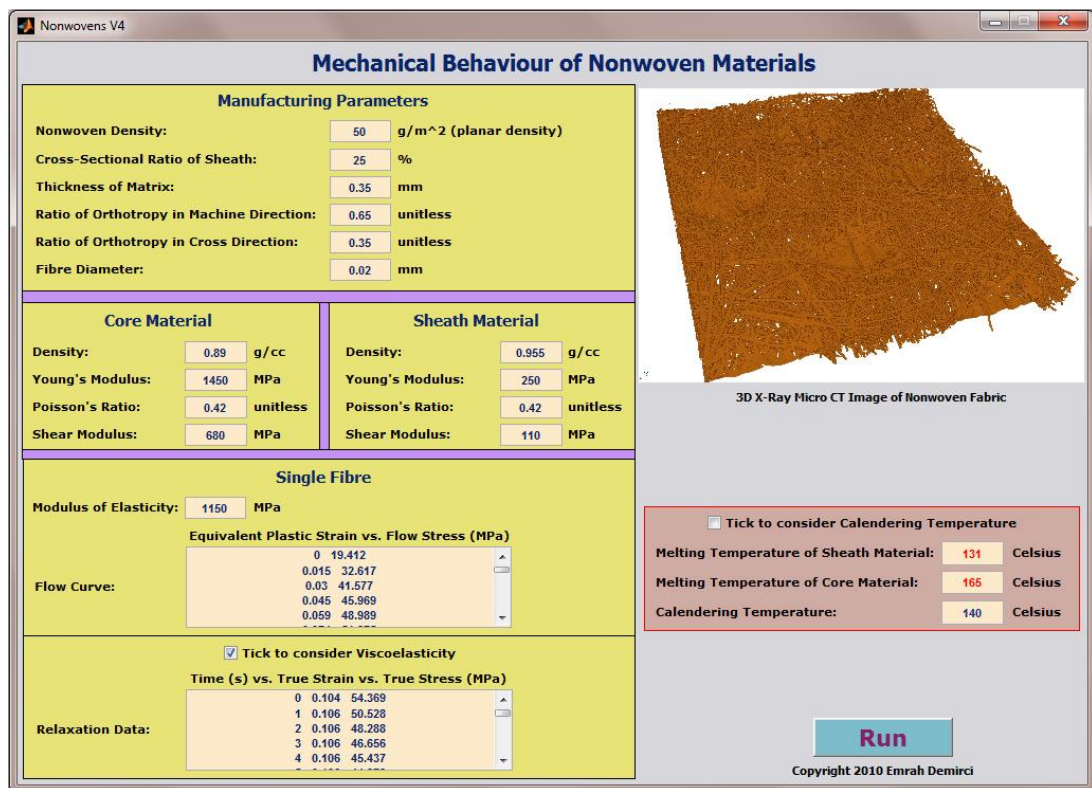 Nonwovens V4
Mechanical Behaviour of Nonwoven Materials
Manufacturing Parameters
Nonwoven Density: 50 g/m^2 (planar density)
Cross-Sectional Ratio of Sheath: 25 %
Thickness of Matrix: 0.35 mm
Ratio of Orthotropy in Machine Direction: 0.65 unitless
Ratio of Orthotropy in Cross Direction: 0.35 unitless
Fibre Diameter: 0.02 mm
Core Material
Density: 0.89 g/cc
Young's Modulus: 1450 MPa
Poisson's Ratio: 0.42 unitless
Shear Modulus: 680 MPa
Sheath Material
Density: 0.955 g/cc
Young's Modulus: 250 MPa
Poisson's Ratio: 0.42 unitless
Shear Modulus: 110 MPa
Single Fibre
Modulus of Elasticity: 1150 MPa
Equivalent Plastic Strain vs. Flow Stress (MPa)
Flow Curve:
0 19.412
0.015 32.617
0.03 41.577
0.045 45.969
0.059 48.989
Tick to consider Viscoelasticity
Time (s) vs. True Strain vs. True Stress (MPa)
Relaxation Data:
0 0.104 54.369
1 0.106 50.528
2 0.106 48.288
3 0.106 46.656
4 0.106 45.437
3D X-Ray Micro CT Image of Nonwoven Fabric
Tick to consider Calendering Temperature
Melting Temperature of Sheath Material: 131 Celsius
Melting Temperature of Core Material: 165 Celsius
Calendering Temperature: 140 Celsius
Run
Copyright 2010 Emrah Demirci